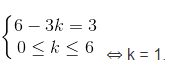 6 − 3k = 3
0 ≤ k ≤ 6 ⇔ k = 1.